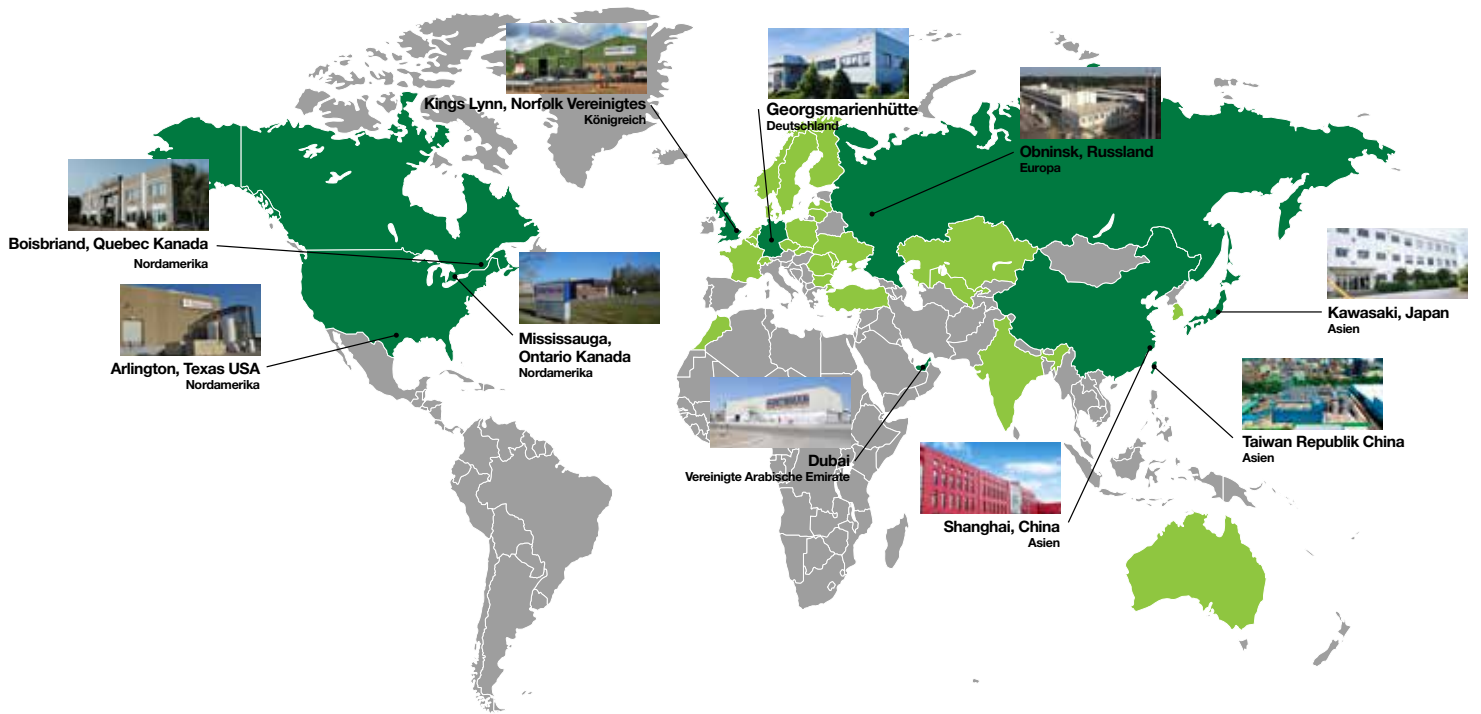 Kings Lynn, Norfolk Vereinigtes
Königreich
Georgsmarienhütte
Deutschland
Obninsk, Russland
Europa
Boisbriand, Quebec Kanada
Nordamerika
Arlington, Texas USA
Nordamerika
Mississauga,
Ontario Kanada
Nordamerika
Kawasaki, Japan
Asien
Taiwan Republik China
Asien
Dubai
Vereinigte Arabische Emirate
Shanghai, China
Asien